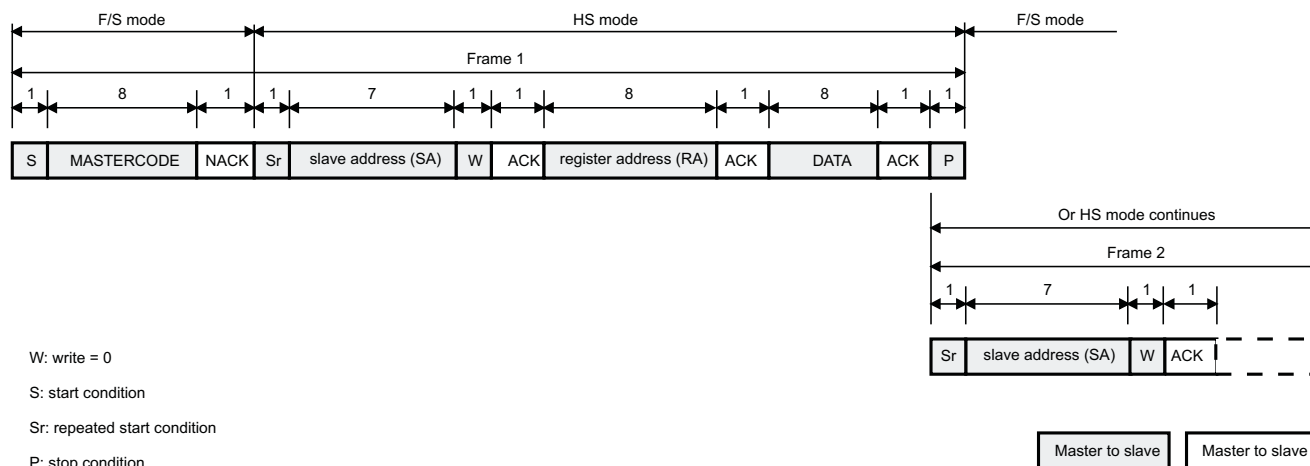 F/S mode HS mode F/S mode
Frame 1
1 8 1 1 7 1 1 8 1 8 1 1
S MASTERCODE NACK Sr slave address (SA) W ACK register address (RA) ACK DATA ACK P
Or HS mode continues
Frame 2
1 7 1 1
Sr slave address (SA) W ACK
W: write = 0
S: start condition
Sr: repeated start condition
P: stop condition
Master to slave Master to slave